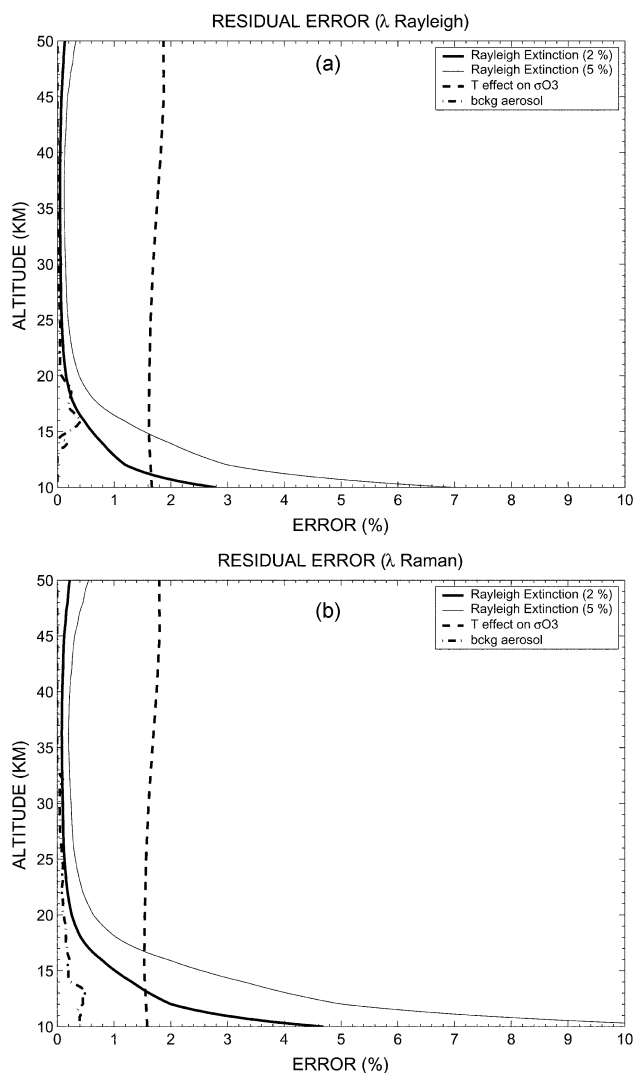 RESIDUAL ERROR (λ Rayleigh)
(a)
Rayleigh Extinction (2 %)
Rayleigh Extinction (5 %)
T effect on σO3
bckg aerosol
ALTITUDE (KM)
50
45
40
35
30
25
20
15
10
0 1 2 3 4 5 6 7 8 9 10
ERROR (%)
RESIDUAL ERROR (λ Raman)
(b)
Rayleigh Extinction (2 %)
Rayleigh Extinction (5 %)
T effect on σO3
bckg aerosol
ALTITUDE (KM)
50
45
40
35
30
25
20
15
10
0 1 2 3 4 5 6 7 8 9 10
ERROR (%)